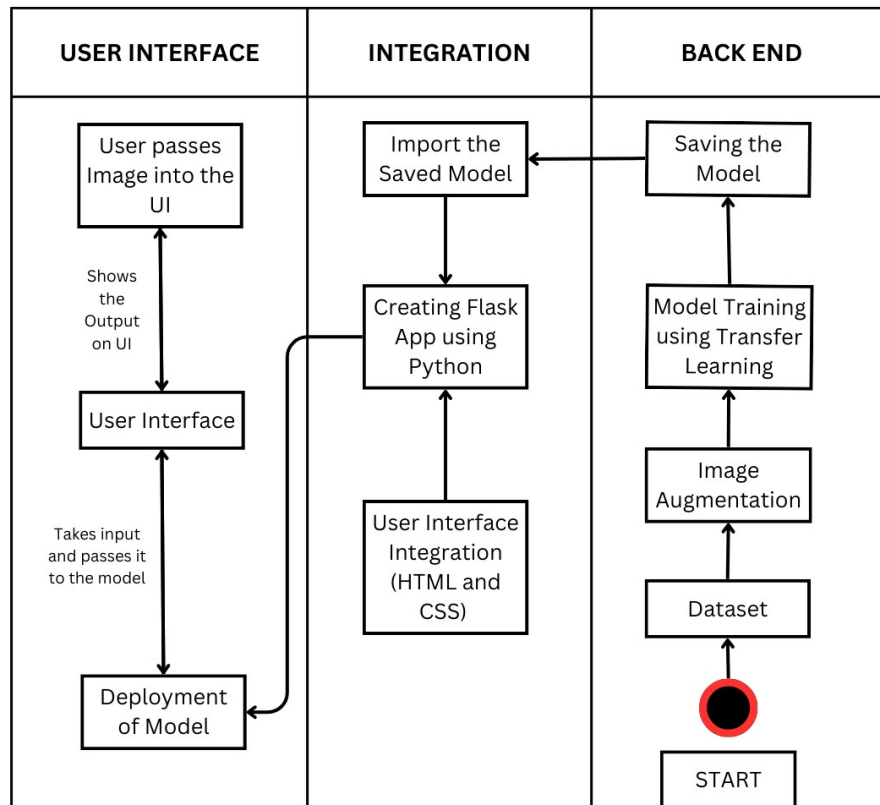 USER INTERFACE
INTEGRATION
BACK END
User passes
Image into the
UI
Shows
the
Output
on UI
User Interface
Takes input
and passes it
to the model
Deployment
of Model
Import the
Saved Model
Creating Flask
App using
Python
User Interface
Integration
(HTML and
CSS)
Saving the
Model
Model Training
using Transfer
Learning
Image
Augmentation
Dataset
START